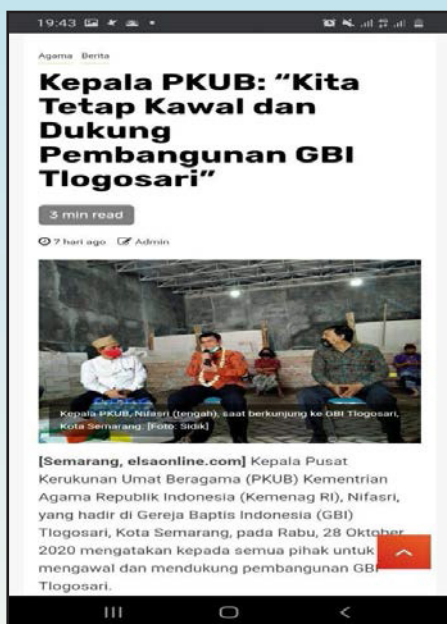 19:43
Agama Berita
Kepala PKUB: “Kita
Tetap Kawal dan
Dukung
Pembangunan GBI
Tlogosari”
3 min read
7 hari ago Admin
Kepala PKUB, Nifasri (tengah), saat berkunjung ke GBI Tlogosari,
Kota Semarang. [Foto: Sidik]
[Semarang, elsaonline.com] Kepala Pusat
Kerukunan Umat Beragama (PKUB) Kementrian
Agama Republik Indonesia (Kemenag RI), Nifasri,
yang hadir di Gereja Baptis Indonesia (GBI)
Tlogosari, Kota Semarang, pada Rabu, 28 Oktober
2020 mengatakan kepada semua pihak untuk
mengawal dan mendukung pembangunan GBI
Tlogosari.